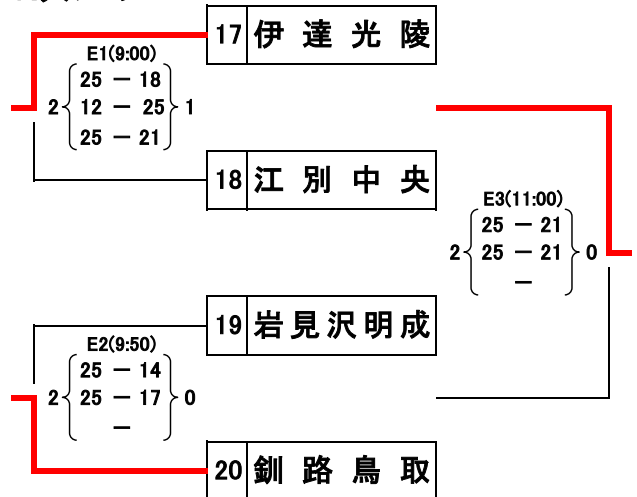 17 伊達光陵
E1(9:00)
25 － 18
2 12 － 25 1
25 － 21
18 江別中央
E3(11:00)
25 － 21
2 25 － 21 0
－
19 岩見沢明成
E2(9:50)
25 － 14
2 25 － 17 0
－
20 釧路鳥取